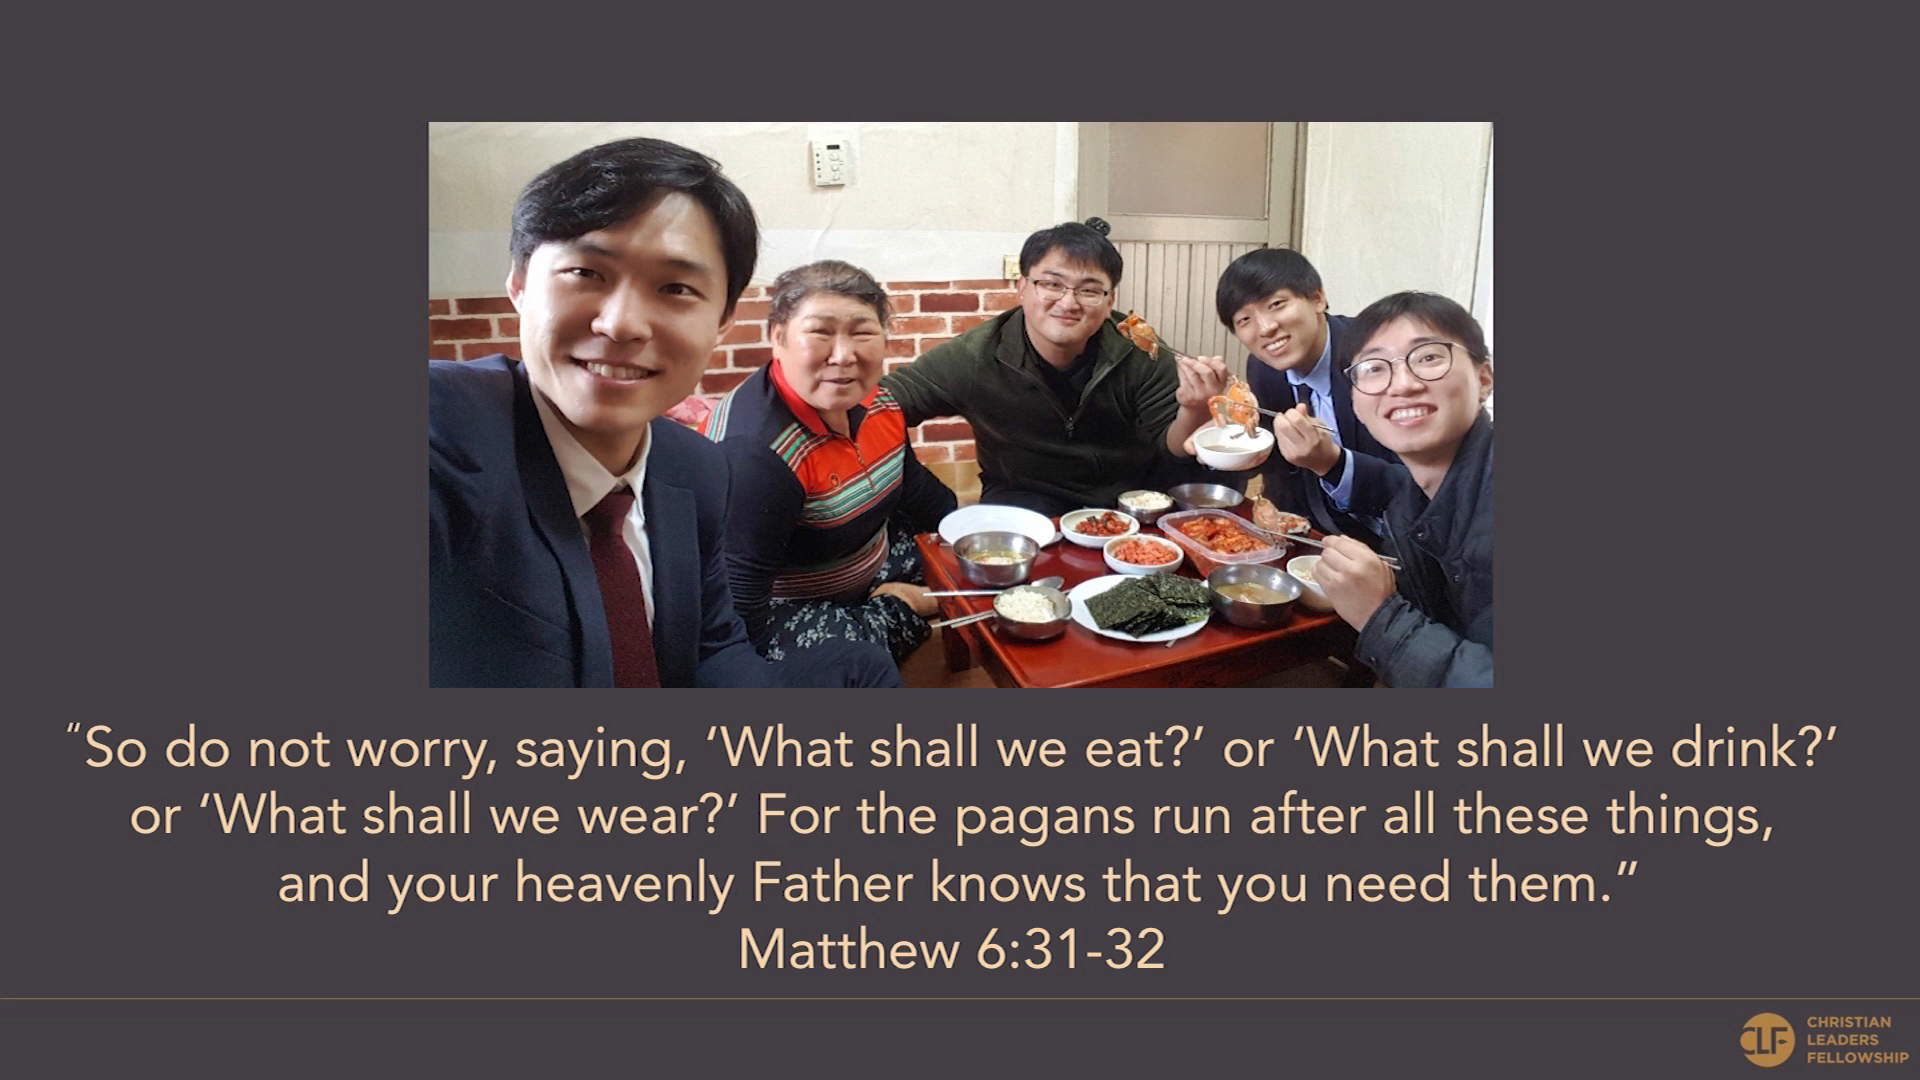 “So do not worry, saying, ‘What shall we eat?’ or ‘What shall we drink?’
or ‘What shall we wear?’ For the pagans run after all these things,
and your heavenly Father knows that you need them.”
Matthew 6:31-32
CLF
CHRISTIAN
LEADERS
FELLOWSHIP